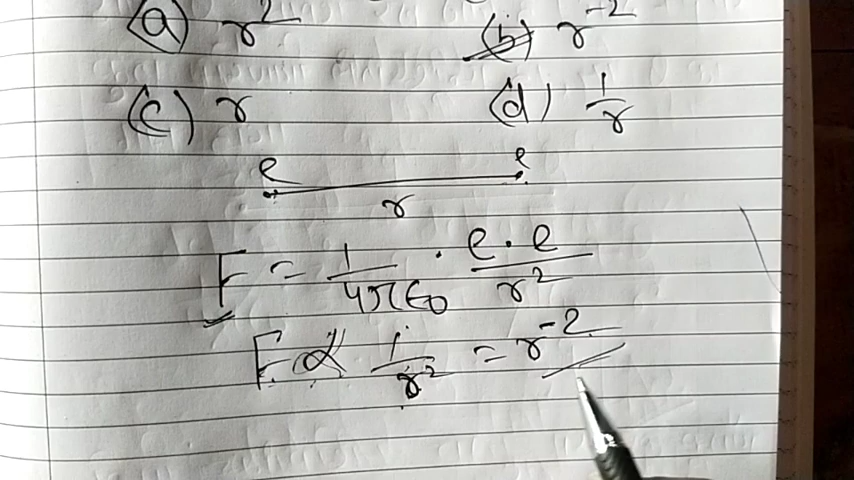 (a) r² (b) r⁻²
(c) r (d) 1/r
e e
r
F = 1/4πε₀ · e · e/r²
F ∝ 1/r² = r⁻²